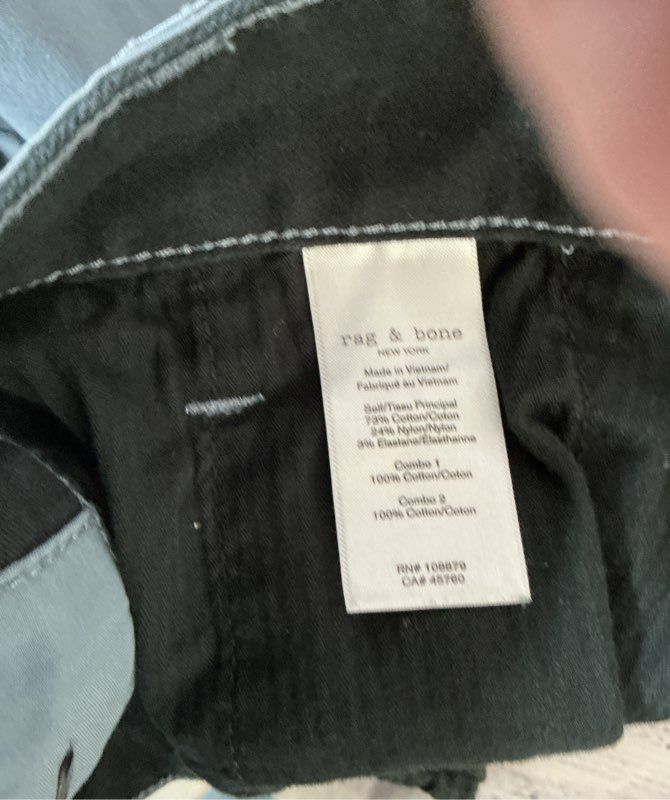 rag & bone
NEW YORK
Made in Vietnam/
Fabriqué au Vietnam
Self/Tissu Principal
73% Cotton/Coton
24% Nylon/Nylon
3% Elastane/Élasthanne
Combo 1
100% Cotton/Coton
Combo 2
100% Cotton/Coton
RN# 108879
CA# 45760